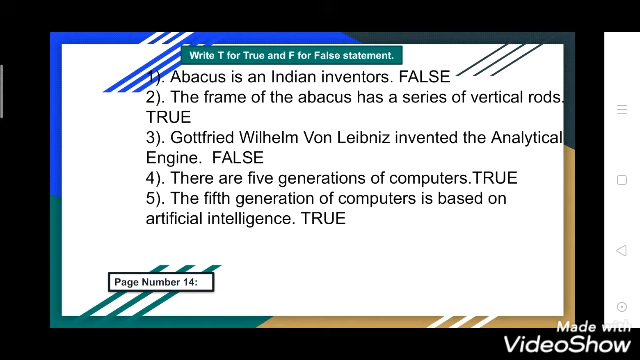 Write T for True and F for False statement.
1). Abacus is an Indian inventors. FALSE
2). The frame of the abacus has a series of vertical rods.
TRUE
3). Gottfried Wilhelm Von Leibniz invented the Analytical
Engine.  FALSE
4). There are five generations of computers.TRUE
5). The fifth generation of computers is based on
artificial intelligence. TRUE
Page Number 14:
Made with
VideoShow